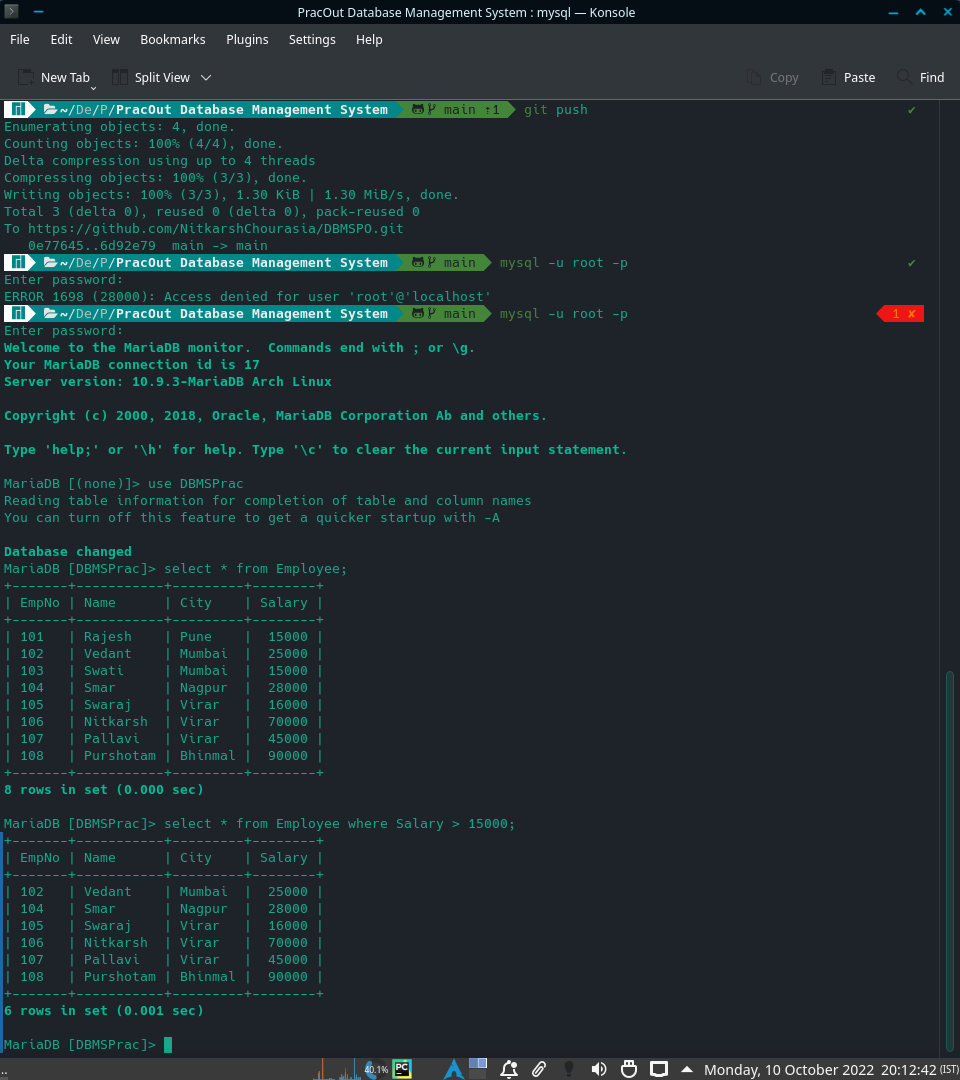 PracOut Database Management System : mysql — Konsole
File Edit View Bookmarks Plugins Settings Help
New Tab Split View Copy Paste Find
~/De/P/PracOut Database Management System main ⇡1 git push ✔
Enumerating objects: 4, done.
Counting objects: 100% (4/4), done.
Delta compression using up to 4 threads
Compressing objects: 100% (3/3), done.
Writing objects: 100% (3/3), 1.30 KiB | 1.30 MiB/s, done.
Total 3 (delta 0), reused 0 (delta 0), pack-reused 0
To https://github.com/NitkarshChourasia/DBMSPO.git
   0e77645..6d92e79  main -> main
~/De/P/PracOut Database Management System main mysql -u root -p ✔
Enter password:
ERROR 1698 (28000): Access denied for user 'root'@'localhost'
~/De/P/PracOut Database Management System main mysql -u root -p 1 ✘
Enter password:
Welcome to the MariaDB monitor.  Commands end with ; or \g.
Your MariaDB connection id is 17
Server version: 10.9.3-MariaDB Arch Linux
Copyright (c) 2000, 2018, Oracle, MariaDB Corporation Ab and others.
Type 'help;' or '\h' for help. Type '\c' to clear the current input statement.
MariaDB [(none)]> use DBMSPrac
Reading table information for completion of table and column names
You can turn off this feature to get a quicker startup with -A
Database changed
MariaDB [DBMSPrac]> select * from Employee;
+-------+-----------+---------+--------+
| EmpNo | Name      | City    | Salary |
+-------+-----------+---------+--------+
| 101   | Rajesh    | Pune    |  15000 |
| 102   | Vedant    | Mumbai  |  25000 |
| 103   | Swati     | Mumbai  |  15000 |
| 104   | Smar      | Nagpur  |  28000 |
| 105   | Swaraj    | Virar   |  16000 |
| 106   | Nitkarsh  | Virar   |  70000 |
| 107   | Pallavi   | Virar   |  45000 |
| 108   | Purshotam | Bhinmal |  90000 |
+-------+-----------+---------+--------+
8 rows in set (0.000 sec)
MariaDB [DBMSPrac]> select * from Employee where Salary > 15000;
+-------+-----------+---------+--------+
| EmpNo | Name      | City    | Salary |
+-------+-----------+---------+--------+
| 102   | Vedant    | Mumbai  |  25000 |
| 104   | Smar      | Nagpur  |  28000 |
| 105   | Swaraj    | Virar   |  16000 |
| 106   | Nitkarsh  | Virar   |  70000 |
| 107   | Pallavi   | Virar   |  45000 |
| 108   | Purshotam | Bhinmal |  90000 |
+-------+-----------+---------+--------+
6 rows in set (0.001 sec)
MariaDB [DBMSPrac]>
.. 40.1% PC Monday, 10 October 2022 20:12:42 (IST)